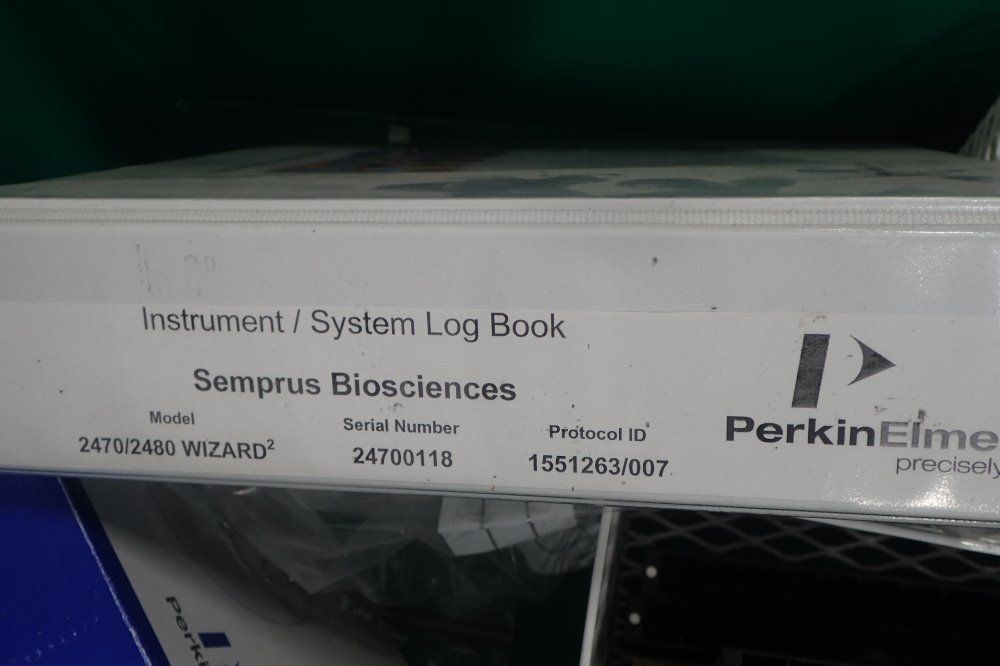 Instrument / System Log Book
Semprus Biosciences
Model Serial Number Protocol ID
2470/2480 WIZARD² 24700118 1551263/007
PerkinElme
precisely
Perki